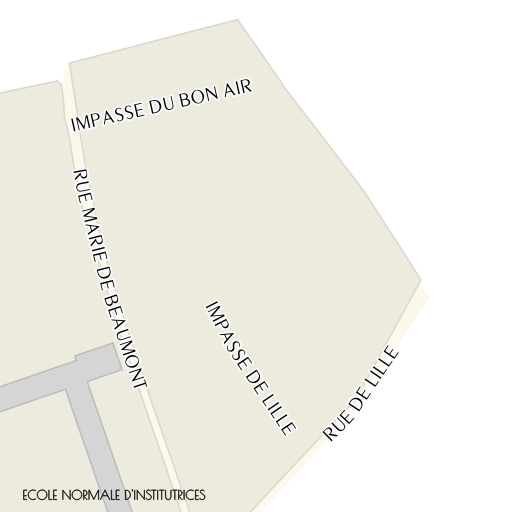 IMPASSE DU BON AIR
RUE MARIE DE BEAUMONT
IMPASSE DE LILLE
RUE DE LILLE
ECOLE NORMALE D'INSTITUTRICES